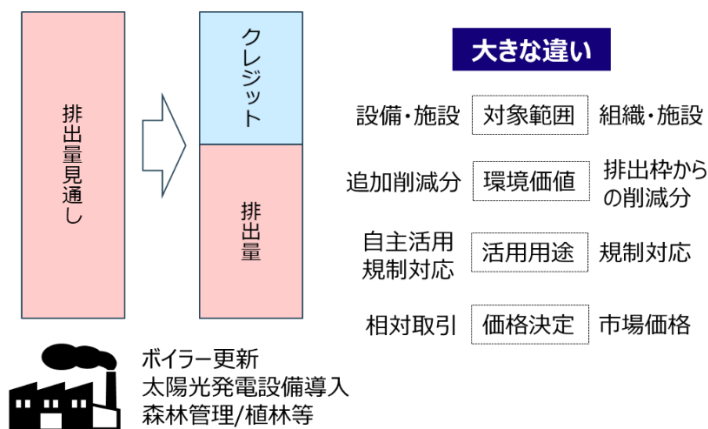 排出量見通し
クレジット
排出量
ボイラー更新
太陽光発電設備導入
森林管理/植林等
大きな違い
設備・施設 対象範囲 組織・施設
追加削減分 環境価値 排出枠から
の削減分
自主活用
規制対応 活用用途 規制対応
相対取引 価格決定 市場価格